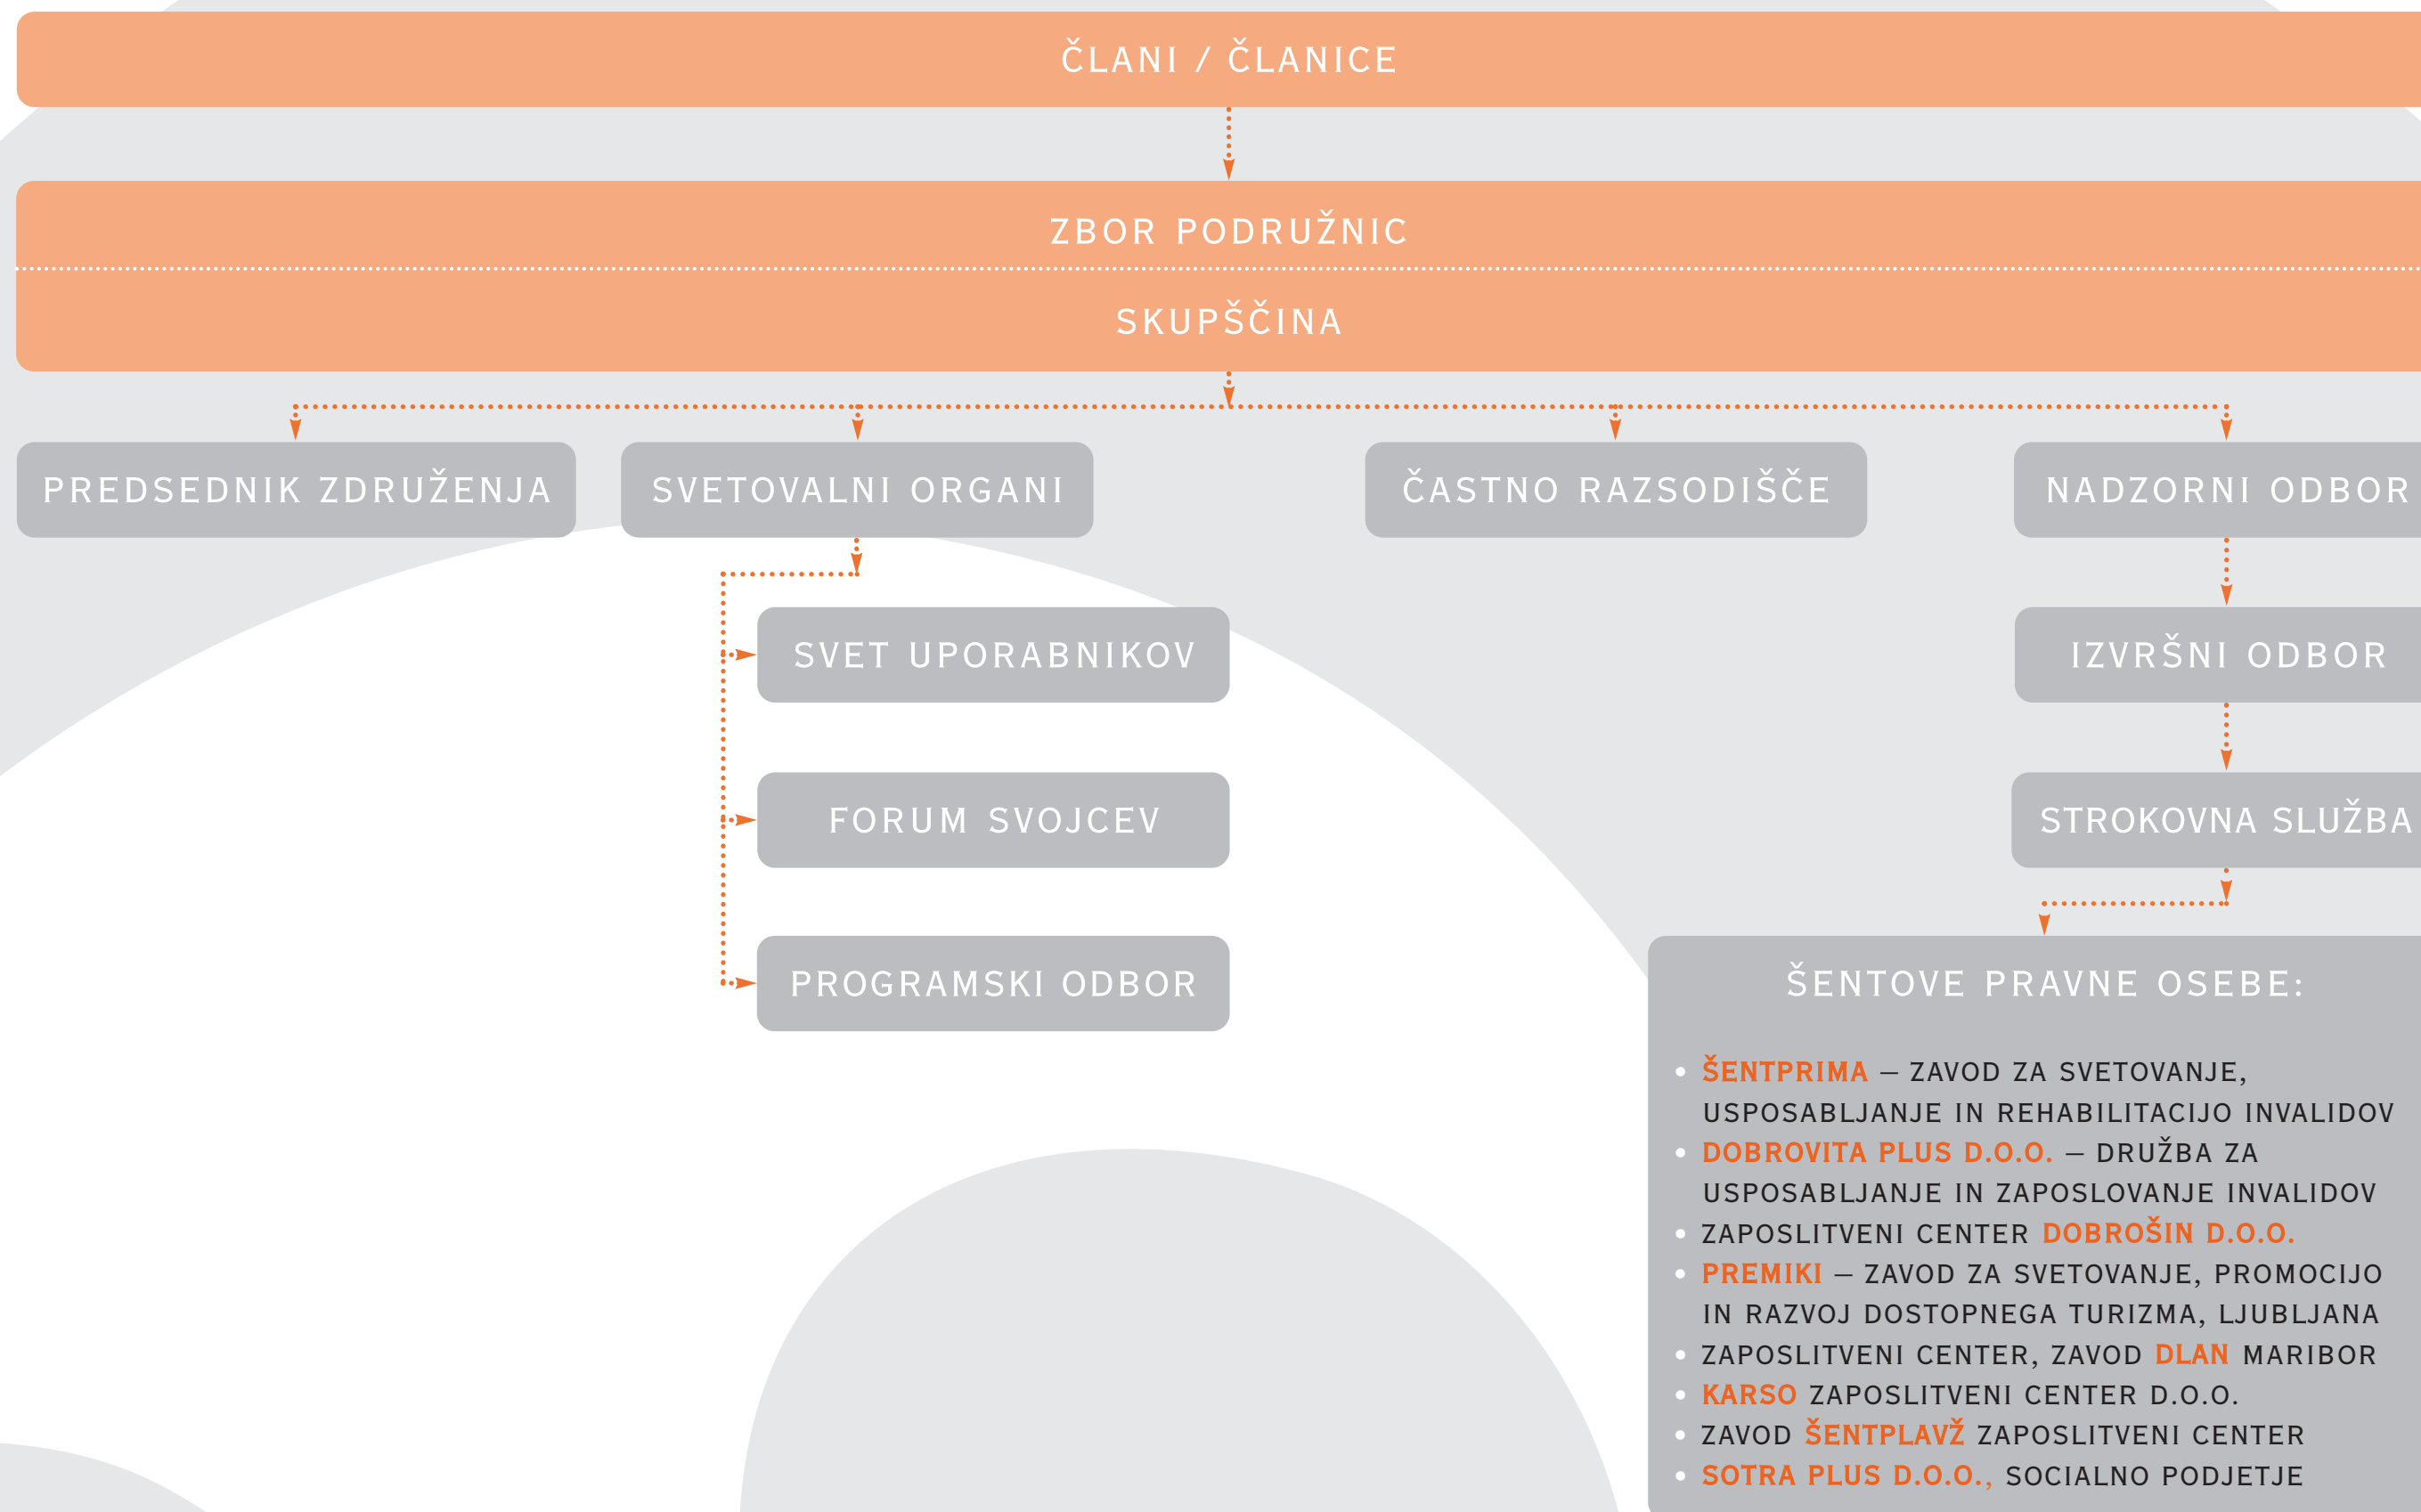 ČLANI / ČLANICE
ZBOR PODRUŽNIC
SKUPŠČINA
PREDSEDNIK ZDRUŽENJA
SVETOVALNI ORGANI
ČASTNO RAZSODIŠČE
NADZORNI ODBOR
SVET UPORABNIKOV
IZVRŠNI ODBOR
FORUM SVOJCEV
STROKOVNA SLUŽBA
PROGRAMSKI ODBOR
ŠENTOVE PRAVNE OSEBE:
• ŠENTPRIMA – ZAVOD ZA SVETOVANJE,
USPOSABLJANJE IN REHABILITACIJO INVALIDOV
• DOBROVITA PLUS D.O.O. – DRUŽBA ZA
USPOSABLJANJE IN ZAPOSLOVANJE INVALIDOV
• ZAPOSLITVENI CENTER DOBROŠIN D.O.O.
• PREMIKI – ZAVOD ZA SVETOVANJE, PROMOCIJO
IN RAZVOJ DOSTOPNEGA TURIZMA, LJUBLJANA
• ZAPOSLITVENI CENTER, ZAVOD DLAN MARIBOR
• KARSO ZAPOSLITVENI CENTER D.O.O.
• ZAVOD ŠENTPLAVŽ ZAPOSLITVENI CENTER
• SOTRA PLUS D.O.O., SOCIALNO PODJETJE